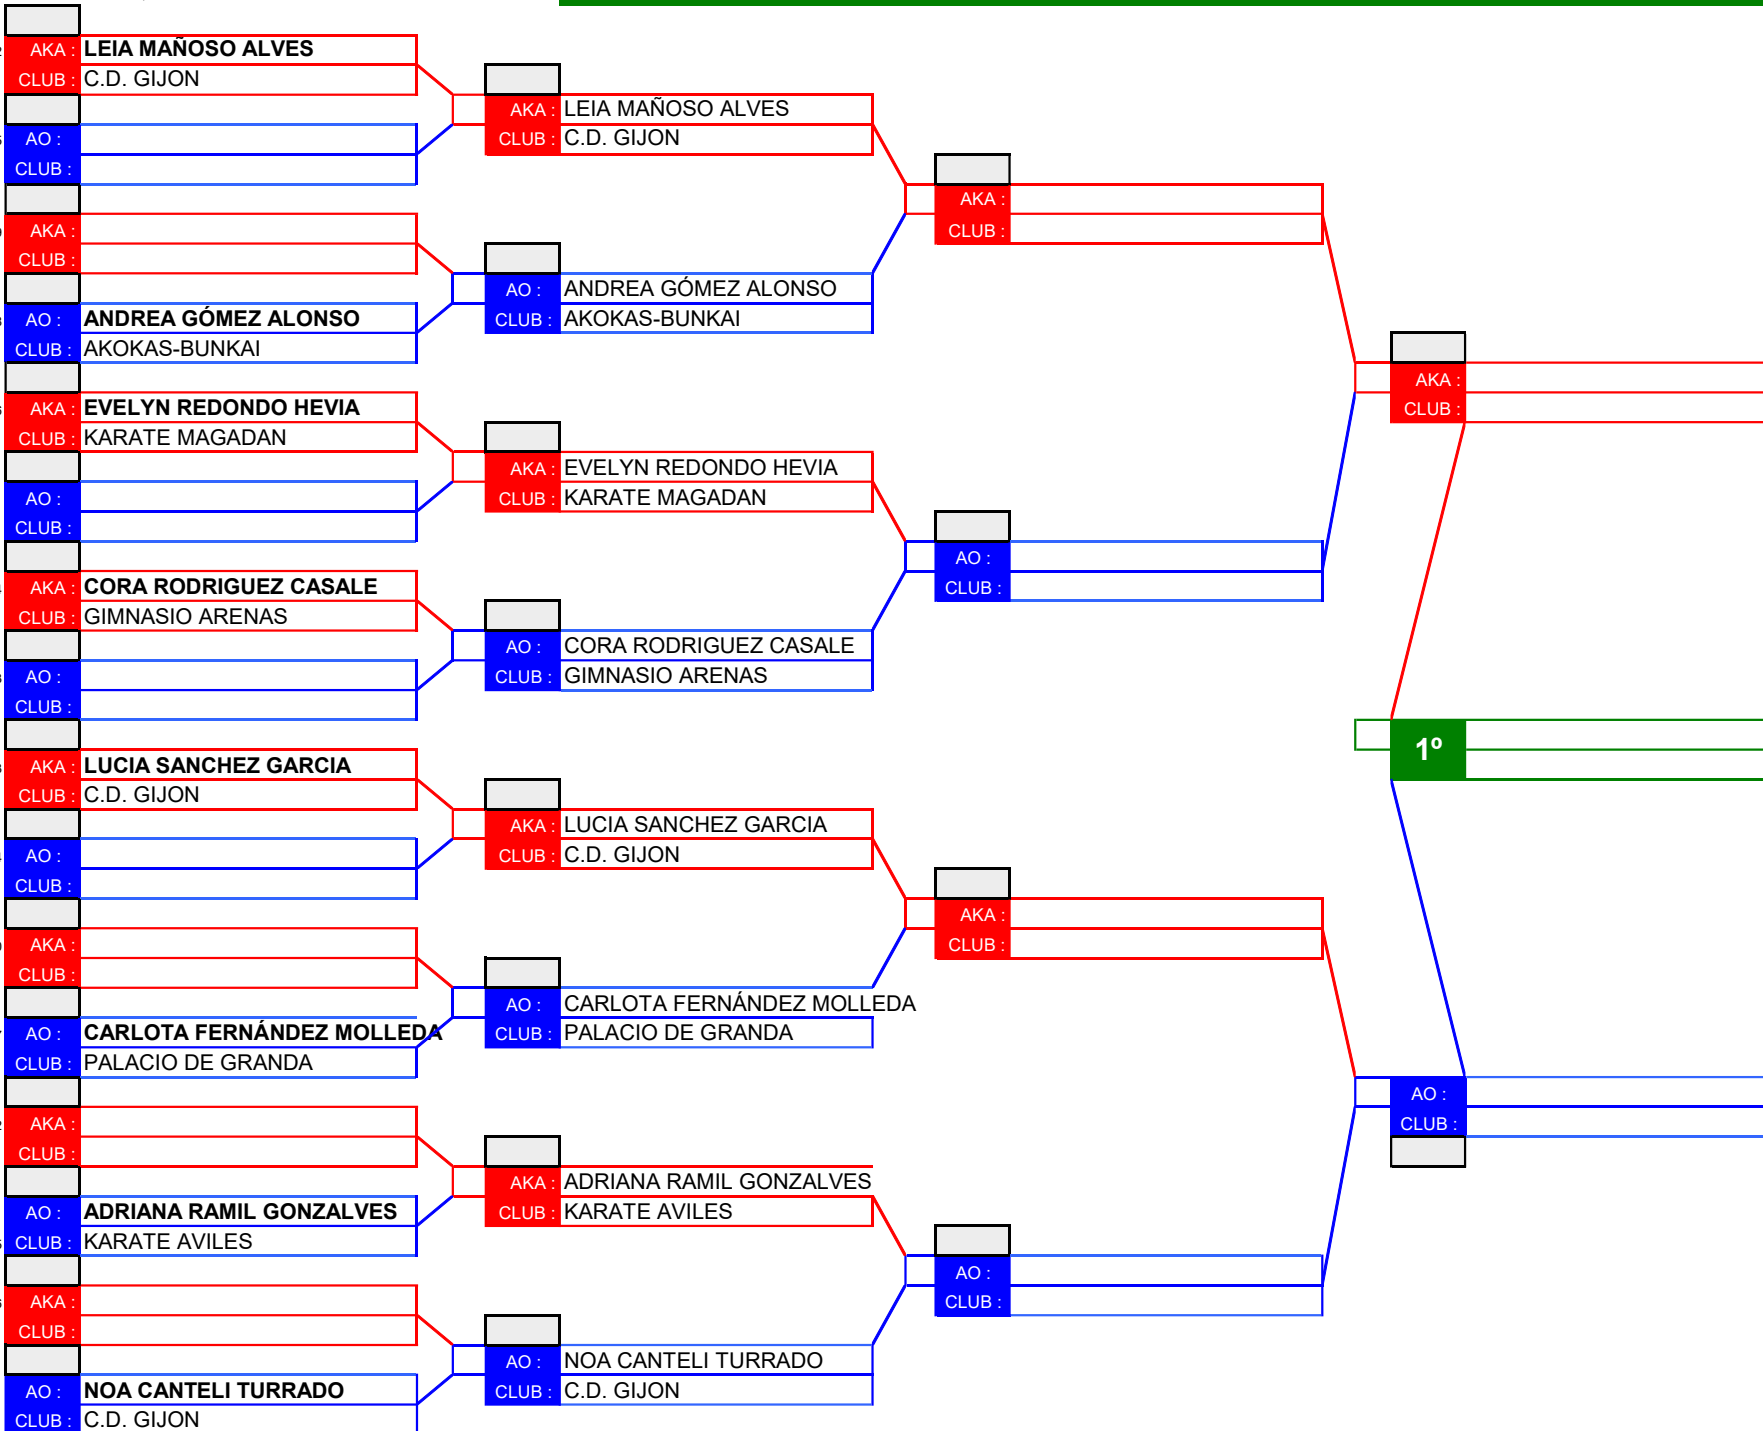 AKA : LEIA MAÑOSO ALVES
CLUB : C.D. GIJON
AO :
CLUB :
AKA :
CLUB :
AO : ANDREA GÓMEZ ALONSO
CLUB : AKOKAS-BUNKAI
AKA : EVELYN REDONDO HEVIA
CLUB : KARATE MAGADAN
AO :
CLUB :
AKA : CORA RODRIGUEZ CASALE
CLUB : GIMNASIO ARENAS
AO :
CLUB :
AKA : LUCIA SANCHEZ GARCIA
CLUB : C.D. GIJON
AO :
CLUB :
AKA :
CLUB :
AO : CARLOTA FERNÁNDEZ MOLLEDA
CLUB : PALACIO DE GRANDA
AKA :
CLUB :
AO : ADRIANA RAMIL GONZALVES
CLUB : KARATE AVILES
AKA :
CLUB :
AO : NOA CANTELI TURRADO
CLUB : C.D. GIJON
AKA : LEIA MAÑOSO ALVES
CLUB : C.D. GIJON
AO : ANDREA GÓMEZ ALONSO
CLUB : AKOKAS-BUNKAI
AKA : EVELYN REDONDO HEVIA
CLUB : KARATE MAGADAN
AO : CORA RODRIGUEZ CASALE
CLUB : GIMNASIO ARENAS
AKA : LUCIA SANCHEZ GARCIA
CLUB : C.D. GIJON
AO : CARLOTA FERNÁNDEZ MOLLEDA
CLUB : PALACIO DE GRANDA
AKA : ADRIANA RAMIL GONZALVES
CLUB : KARATE AVILES
AO : NOA CANTELI TURRADO
CLUB : C.D. GIJON
AKA :
CLUB :
AO :
CLUB :
AKA :
CLUB :
AO :
CLUB :
AKA :
CLUB :
1º
AO :
CLUB :